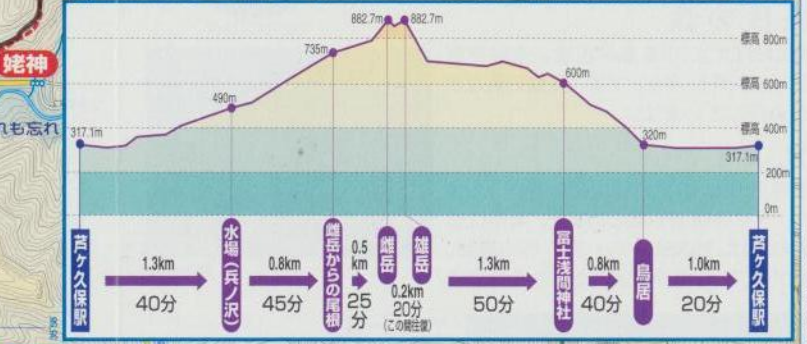 姥神
れも忘れ
882.7m
882.7m
735m
600m
490m
317.1m
320m
317.1m
標高 800m
標高 600m
標高 400m
200m
0m
芦ヶ久保駅
1.3km
40分
水場(兵ノ沢)
0.8km
45分
雌岳からの尾根
0.5
km
25
分
雌岳
0.2km
20分
(この間往復)
雄岳
1.3km
50分
富士浅間神社
0.8km
40分
鳥居
1.0km
20分
芦ヶ久保駅